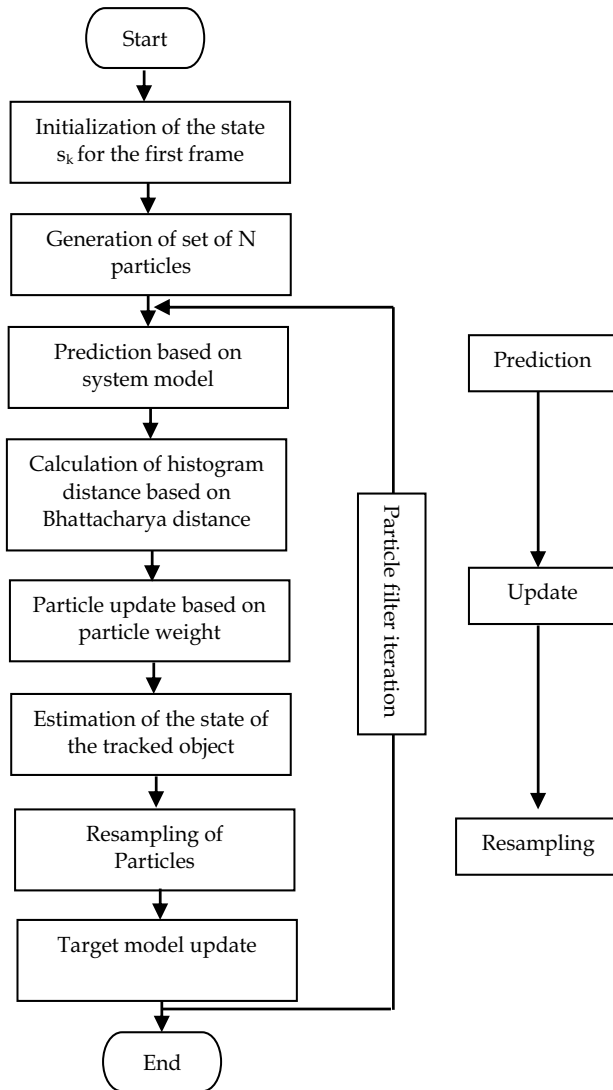 Start
Initialization of the state
sk for the first frame
Generation of set of N
particles
Prediction based on
system model
Calculation of histogram
distance based on
Bhattacharya distance
Particle update based on
particle weight
Estimation of the state of
the tracked object
Resampling of
Particles
Target model update
End
Particle filter iteration
Prediction
Update
Resampling